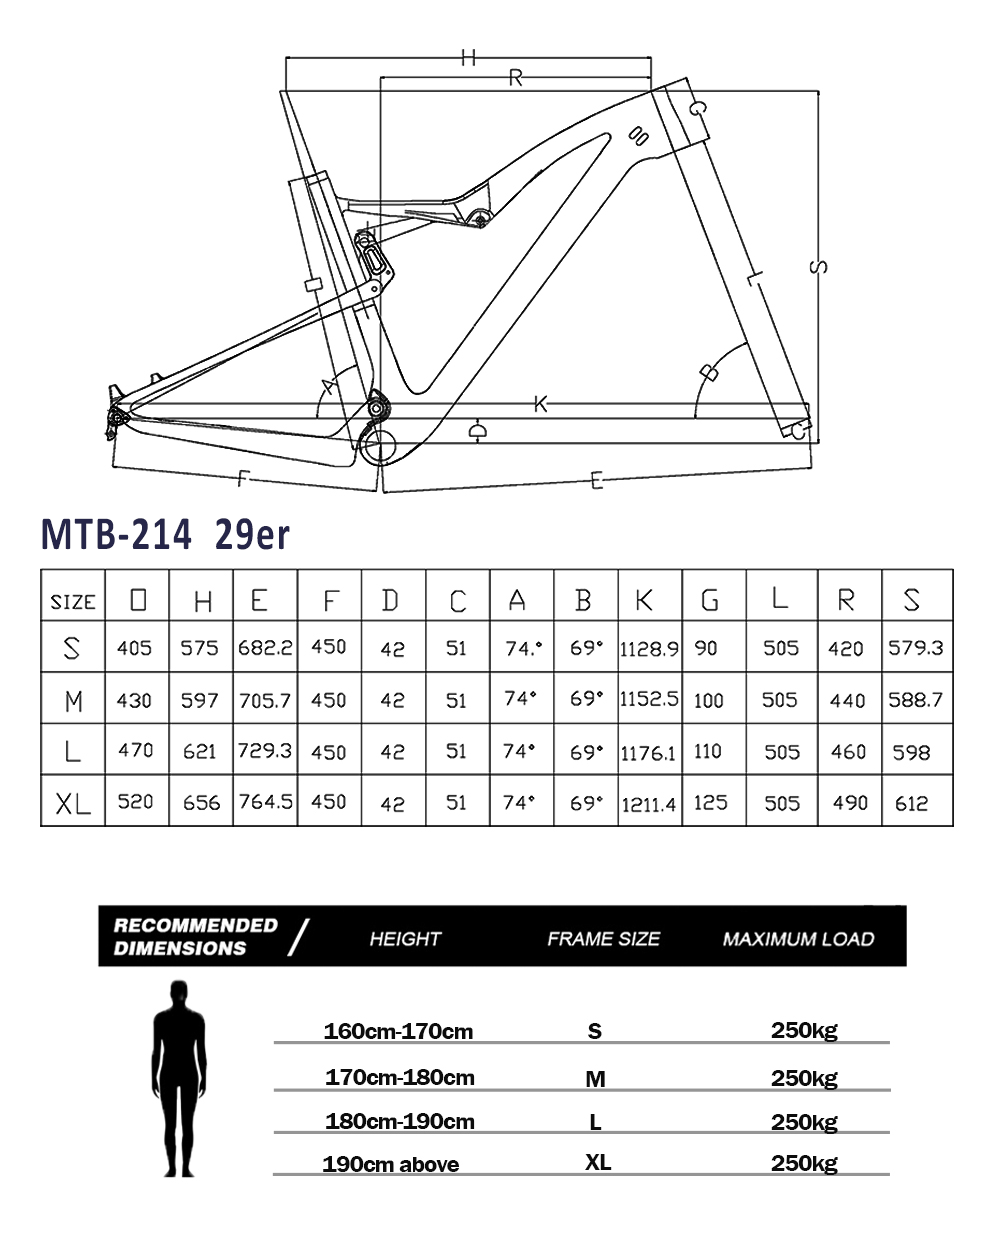 H
R
G
S
L
B
A
K
D
C
F
E
MTB-214 29er
SIZE O H E F D C A B K G L R S
S 405 575 682.2 450 42 51 74.° 69° 1128.9 90 505 420 579.3
M 430 597 705.7 450 42 51 74° 69° 1152.5 100 505 440 588.7
L 470 621 729.3 450 42 51 74° 69° 1176.1 110 505 460 598
XL 520 656 764.5 450 42 51 74° 69° 1211.4 125 505 490 612
RECOMMENDED DIMENSIONS / HEIGHT FRAME SIZE MAXIMUM LOAD
160cm-170cm S 250kg
170cm-180cm M 250kg
180cm-190cm L 250kg
190cm above XL 250kg